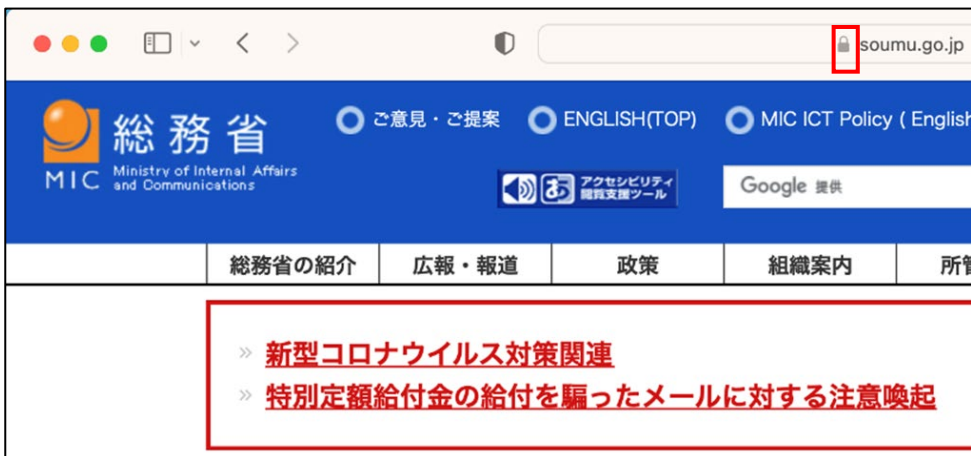 soumu.go.jp
総務省
MIC
Ministry of Internal Affairs
and Communications
ご意見・ご提案
ENGLISH(TOP)
MIC ICT Policy ( English
あ
アクセシビリティ
閲覧支援ツール
Google 提供
総務省の紹介
広報・報道
政策
組織案内
所管
» 新型コロナウイルス対策関連
» 特別定額給付金の給付を騙ったメールに対する注意喚起